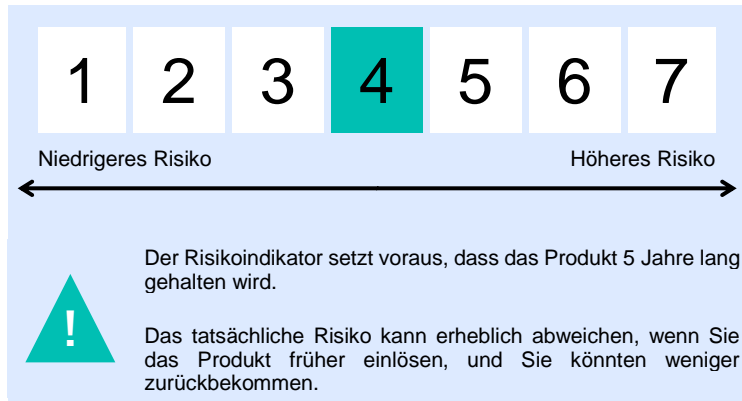 1 2 3 4 5 6 7
Niedrigeres Risiko Höheres Risiko
Der Risikoindikator setzt voraus, dass das Produkt 5 Jahre lang
gehalten wird.
!
Das tatsächliche Risiko kann erheblich abweichen, wenn Sie
das Produkt früher einlösen, und Sie könnten weniger
zurückbekommen.